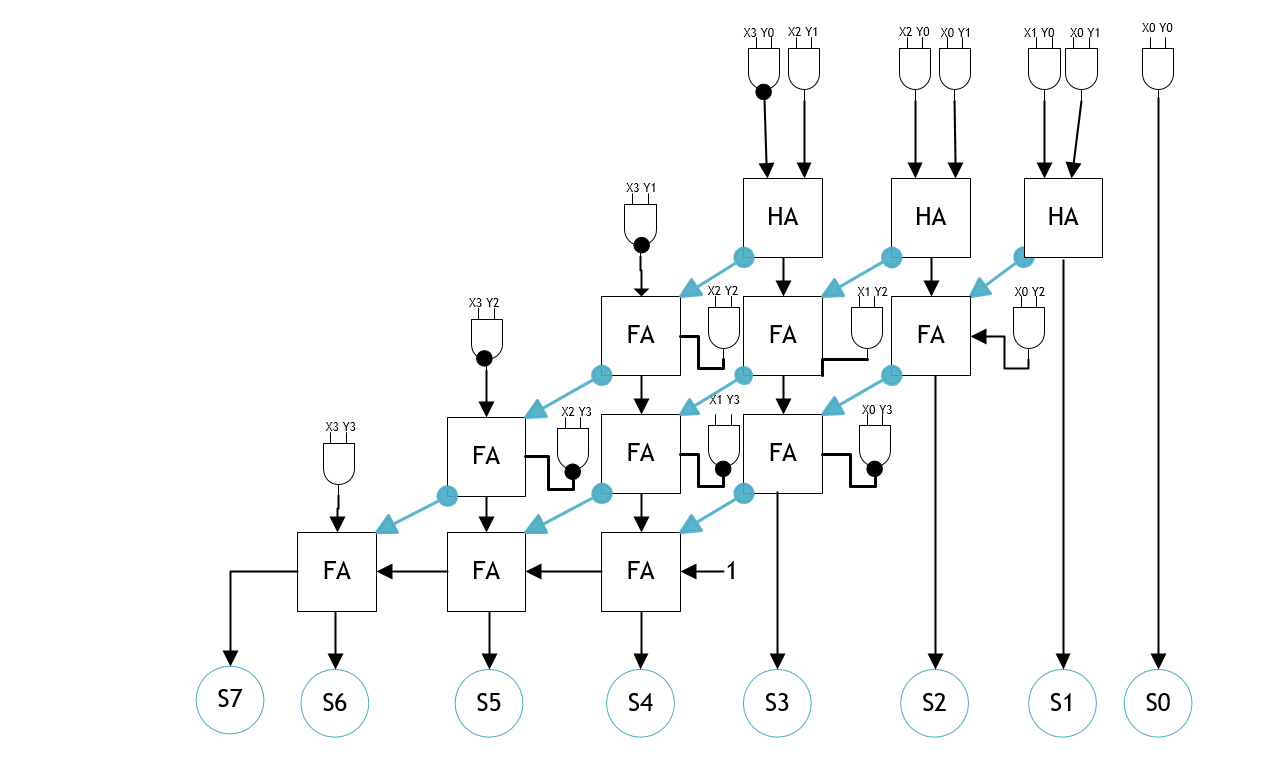 X0 Y0
X3 Y0 X2 Y1 X2 Y0 X0 Y1 X1 Y0 X0 Y1
X3 Y1
HA HA HA
X2 Y2 X1 Y2 X0 Y2
X3 Y2
FA FA FA
X1 Y3
X2 Y3 X0 Y3
X3 Y3
FA FA FA
FA FA FA 1
S7 S6 S5 S4 S3 S2 S1 S0